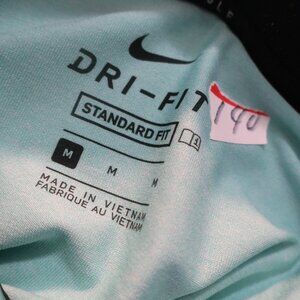 DRI-FIT
140
STANDARD FIT
M M M
MADE IN VIETNAM
FABRIQUE AU VIETNAM